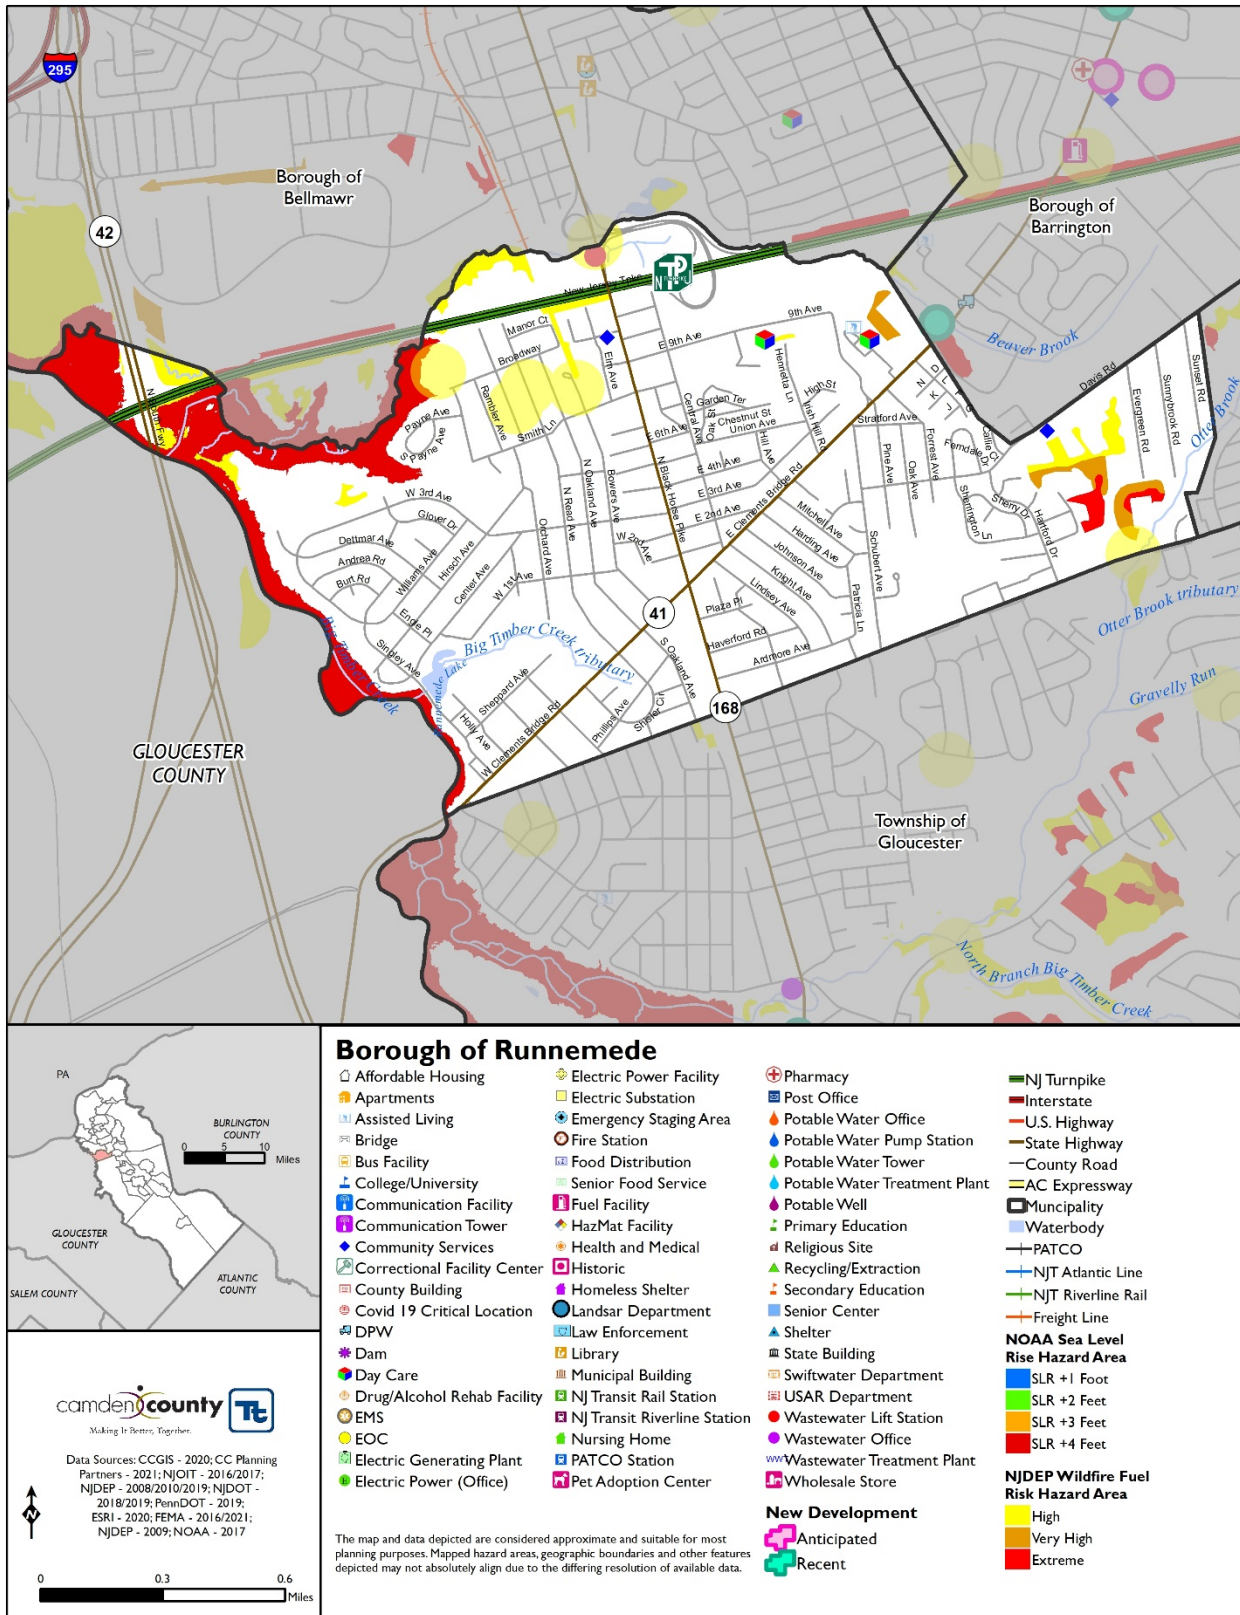 295
Borough of
Bellmawr
42
Borough of
Barrington
New Jersey Tpke
Manor Ct
Broadway
Elm Ave
E 9th Ave
9th Ave
Henrietta Ln
High St
Irish Hill Rd
Beaver Brook
Davis Rd
Evergreen Rd
Sunnybrook Rd
Sunset Rd
Otter Brook
Rambler Ave
Payne Ave
S Payne Ave
Smith Ln
Garden Ter
Central Ave
Oak St
Chestnut St
Union Ave
E 6th Ave
Hill Ave
Stratford Ave
N
D
L
K
J
F
G
Callie Ct
Ferndale Dr
Forrest Ave
Pine Ave
Oak Ave
Sherrington Ln
Sherry Dr
Hartford Dr
W 3rd Ave
Glover Dr
E 4th Ave
E 3rd Ave
E 2nd Ave
E Clements Bridge Rd
N Black Horse Pike
N Oakland Ave
Bowers Ave
N Read Ave
Orchard Ave
W 2nd Ave
Dettmar Ave
Andrea Rd
Burt Rd
Williams Ave
Hirsch Ave
Center Ave
W 1st Ave
Engle Pl
Singley Ave
Mitchell Ave
Harding Ave
Johnson Ave
Knight Ave
Lindsey Ave
Schubert Ave
Patricia Ln
Plaza Pl
Haverford Rd
Ardmore Ave
41
168
Big Timber Creek tributary
Big Timber Creek
Sheppard Ave
Holly Ave
W Clements Bridge Rd
Phillips Ave
Shisler Ct
S Oakland Ave
Otter Brook tributary
Gravelly Run
GLOUCESTER
COUNTY
Township of
Gloucester
North Branch Big Timber Creek
PA
BURLINGTON
COUNTY
0 5 10
Miles
GLOUCESTER
COUNTY
SALEM COUNTY
ATLANTIC
COUNTY
camden county
Making It Better, Together.
Tt
Data Sources: CCGIS - 2020; CC Planning
Partners - 2021; NJOIT - 2016/2017;
NJDEP - 2008/2010/2019; NJDOT -
2018/2019; PennDOT - 2019;
ESRI - 2020; FEMA - 2016/2021;
NJDEP - 2009; NOAA - 2017
N
0 0.3 0.6
Miles
Borough of Runnemede
Affordable Housing
Apartments
Assisted Living
Bridge
Bus Facility
College/University
Communication Facility
Communication Tower
Community Services
Correctional Facility Center
County Building
Covid 19 Critical Location
DPW
Dam
Day Care
Drug/Alcohol Rehab Facility
EMS
EOC
Electric Generating Plant
Electric Power (Office)
Electric Power Facility
Electric Substation
Emergency Staging Area
Fire Station
Food Distribution
Senior Food Service
Fuel Facility
HazMat Facility
Health and Medical
Historic
Homeless Shelter
Landsar Department
Law Enforcement
Library
Municipal Building
NJ Transit Rail Station
NJ Transit Riverline Station
Nursing Home
PATCO Station
Pet Adoption Center
Pharmacy
Post Office
Potable Water Office
Potable Water Pump Station
Potable Water Tower
Potable Water Treatment Plant
Potable Well
Primary Education
Religious Site
Recycling/Extraction
Secondary Education
Senior Center
Shelter
State Building
Swiftwater Department
USAR Department
Wastewater Lift Station
Wastewater Office
Wastewater Treatment Plant
Wholesale Store
New Development
Anticipated
Recent
NJ Turnpike
Interstate
U.S. Highway
State Highway
County Road
AC Expressway
Muncipality
Waterbody
PATCO
NJT Atlantic Line
NJT Riverline Rail
Freight Line
NOAA Sea Level
Rise Hazard Area
SLR +1 Foot
SLR +2 Feet
SLR +3 Feet
SLR +4 Feet
NJDEP Wildfire Fuel
Risk Hazard Area
High
Very High
Extreme
The map and data depicted are considered approximate and suitable for most
planning purposes. Mapped hazard areas, geographic boundaries and other features
depicted may not absolutely align due to the differing resolution of available data.